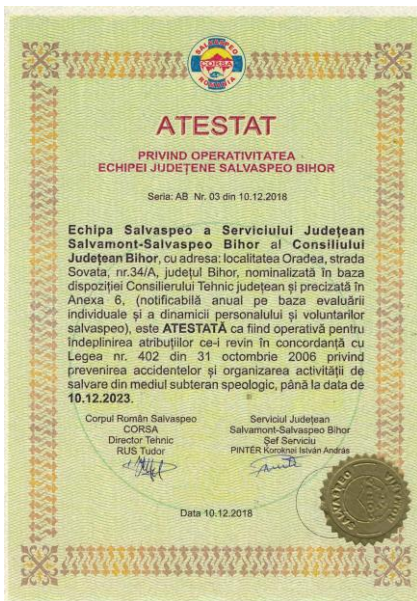 SALVASPEO
CORSA
ROMÂNIA
ATESTAT
PRIVIND OPERATIVITATEA
ECHIPEI JUDEȚENE SALVASPEO BIHOR
Seria: AB Nr. 03 din 10.12.2018
Echipa Salvaspeo a Serviciului Județean
Salvamont-Salvaspeo Bihor al Consiliului
Județean Bihor, cu adresa: localitatea Oradea, strada
Sovata, nr.34/A, județul Bihor, nominalizată în baza
dispoziției Consilierului Tehnic județean și precizată în
Anexa 6, (notificabilă anual pe baza evaluării
individuale și a dinamicii personalului și voluntarilor
salvaspeo), este ATESTATĂ ca fiind operativă pentru
îndeplinirea atribuțiilor ce-i revin în concordanță cu
Legea nr. 402 din 31 octombrie 2006 privind
prevenirea accidentelor și organizarea activității de
salvare din mediul subteran speologic, până la data de
10.12.2023.
Corpul Român Salvaspeo
CORSA
Director Tehnic
RUS Tudor
Serviciul Județean
Salvamont-Salvaspeo Bihor
Șef Serviciu
PINTÉR Koroknai István András
Data 10.12.2018